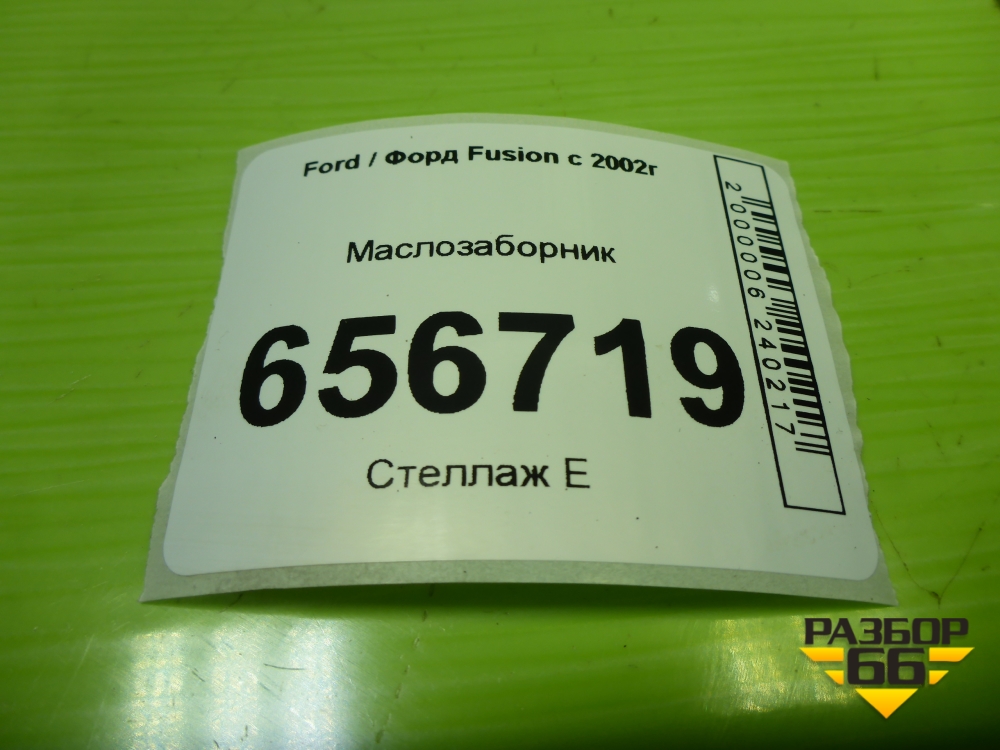 Ford / Форд Fusion с 2002г
Маслозаборник
656719
Стеллаж Е
2000006240217
РАЗБОР
66